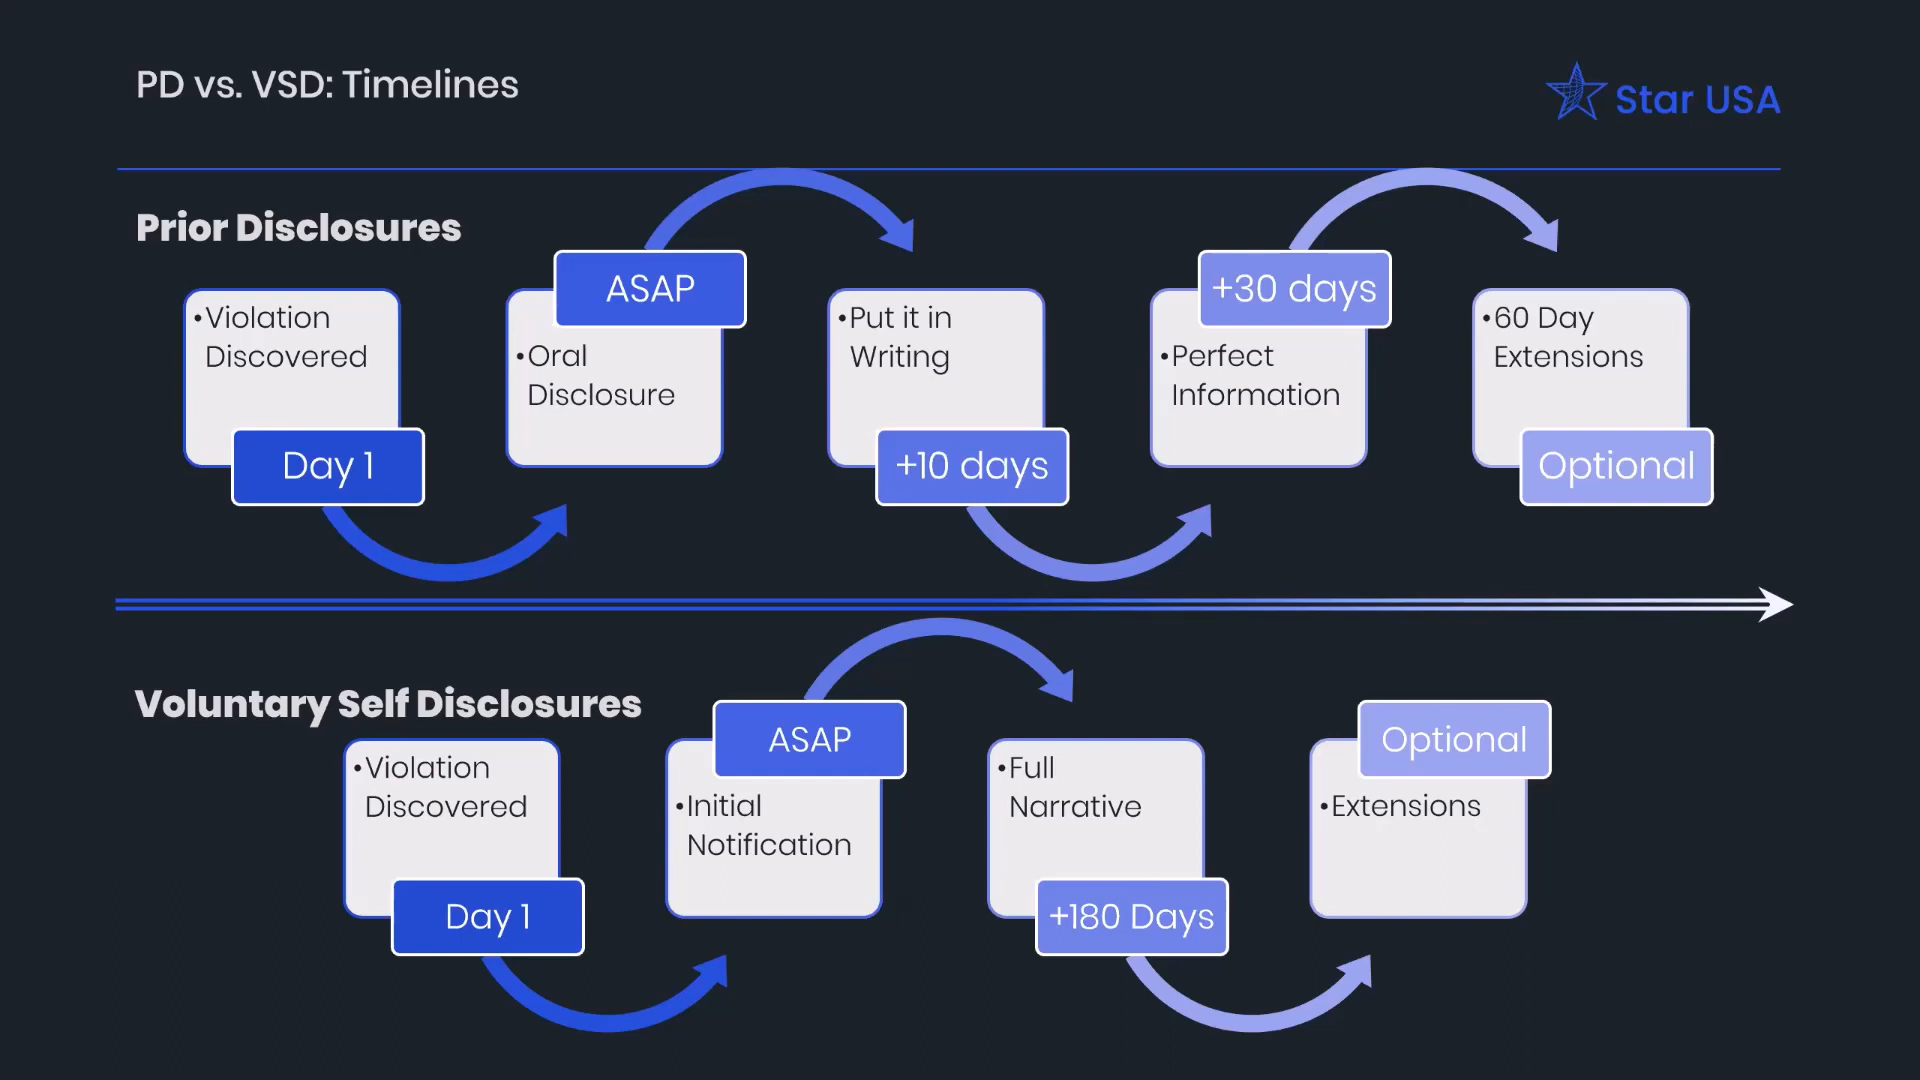 PD vs. VSD: Timelines
Star USA
Prior Disclosures
•Violation
Discovered
Day 1
ASAP
•Oral
Disclosure
•Put it in
Writing
+10 days
+30 days
•Perfect
Information
•60 Day
Extensions
Optional
Voluntary Self Disclosures
•Violation
Discovered
Day 1
ASAP
•Initial
Notification
•Full
Narrative
+180 Days
Optional
•Extensions